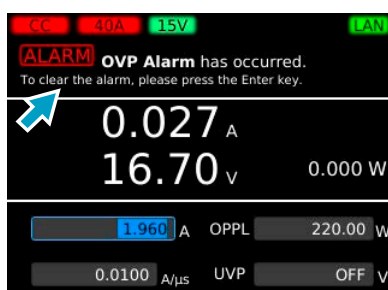 CC 40A 15V LAN
ALARM OVP Alarm has occurred.
To clear the alarm, please press the Enter key.
0.027 A
16.70 V 0.000 W
1.960 A OPPL 220.00 W
0.0100 A/µs UVP OFF V